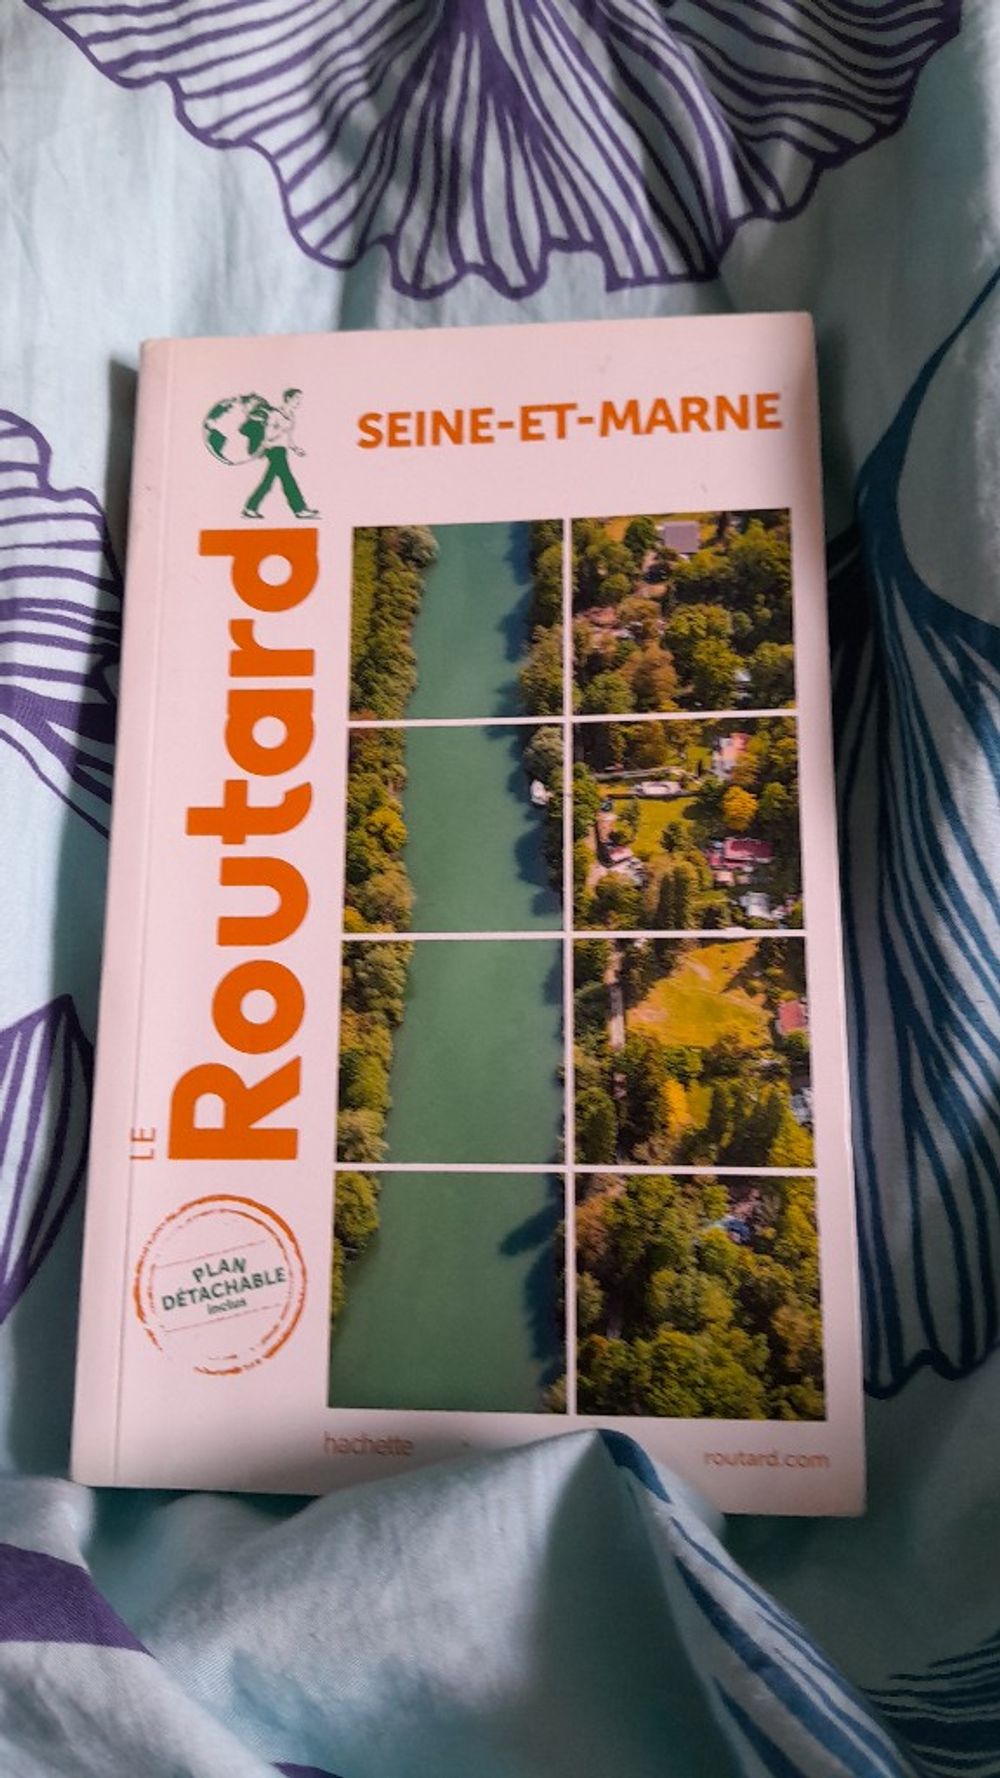 SEINE-ET-MARNE
LE
Routard
PLAN
DÉTACHABLE
inclus
hachette
routard.com